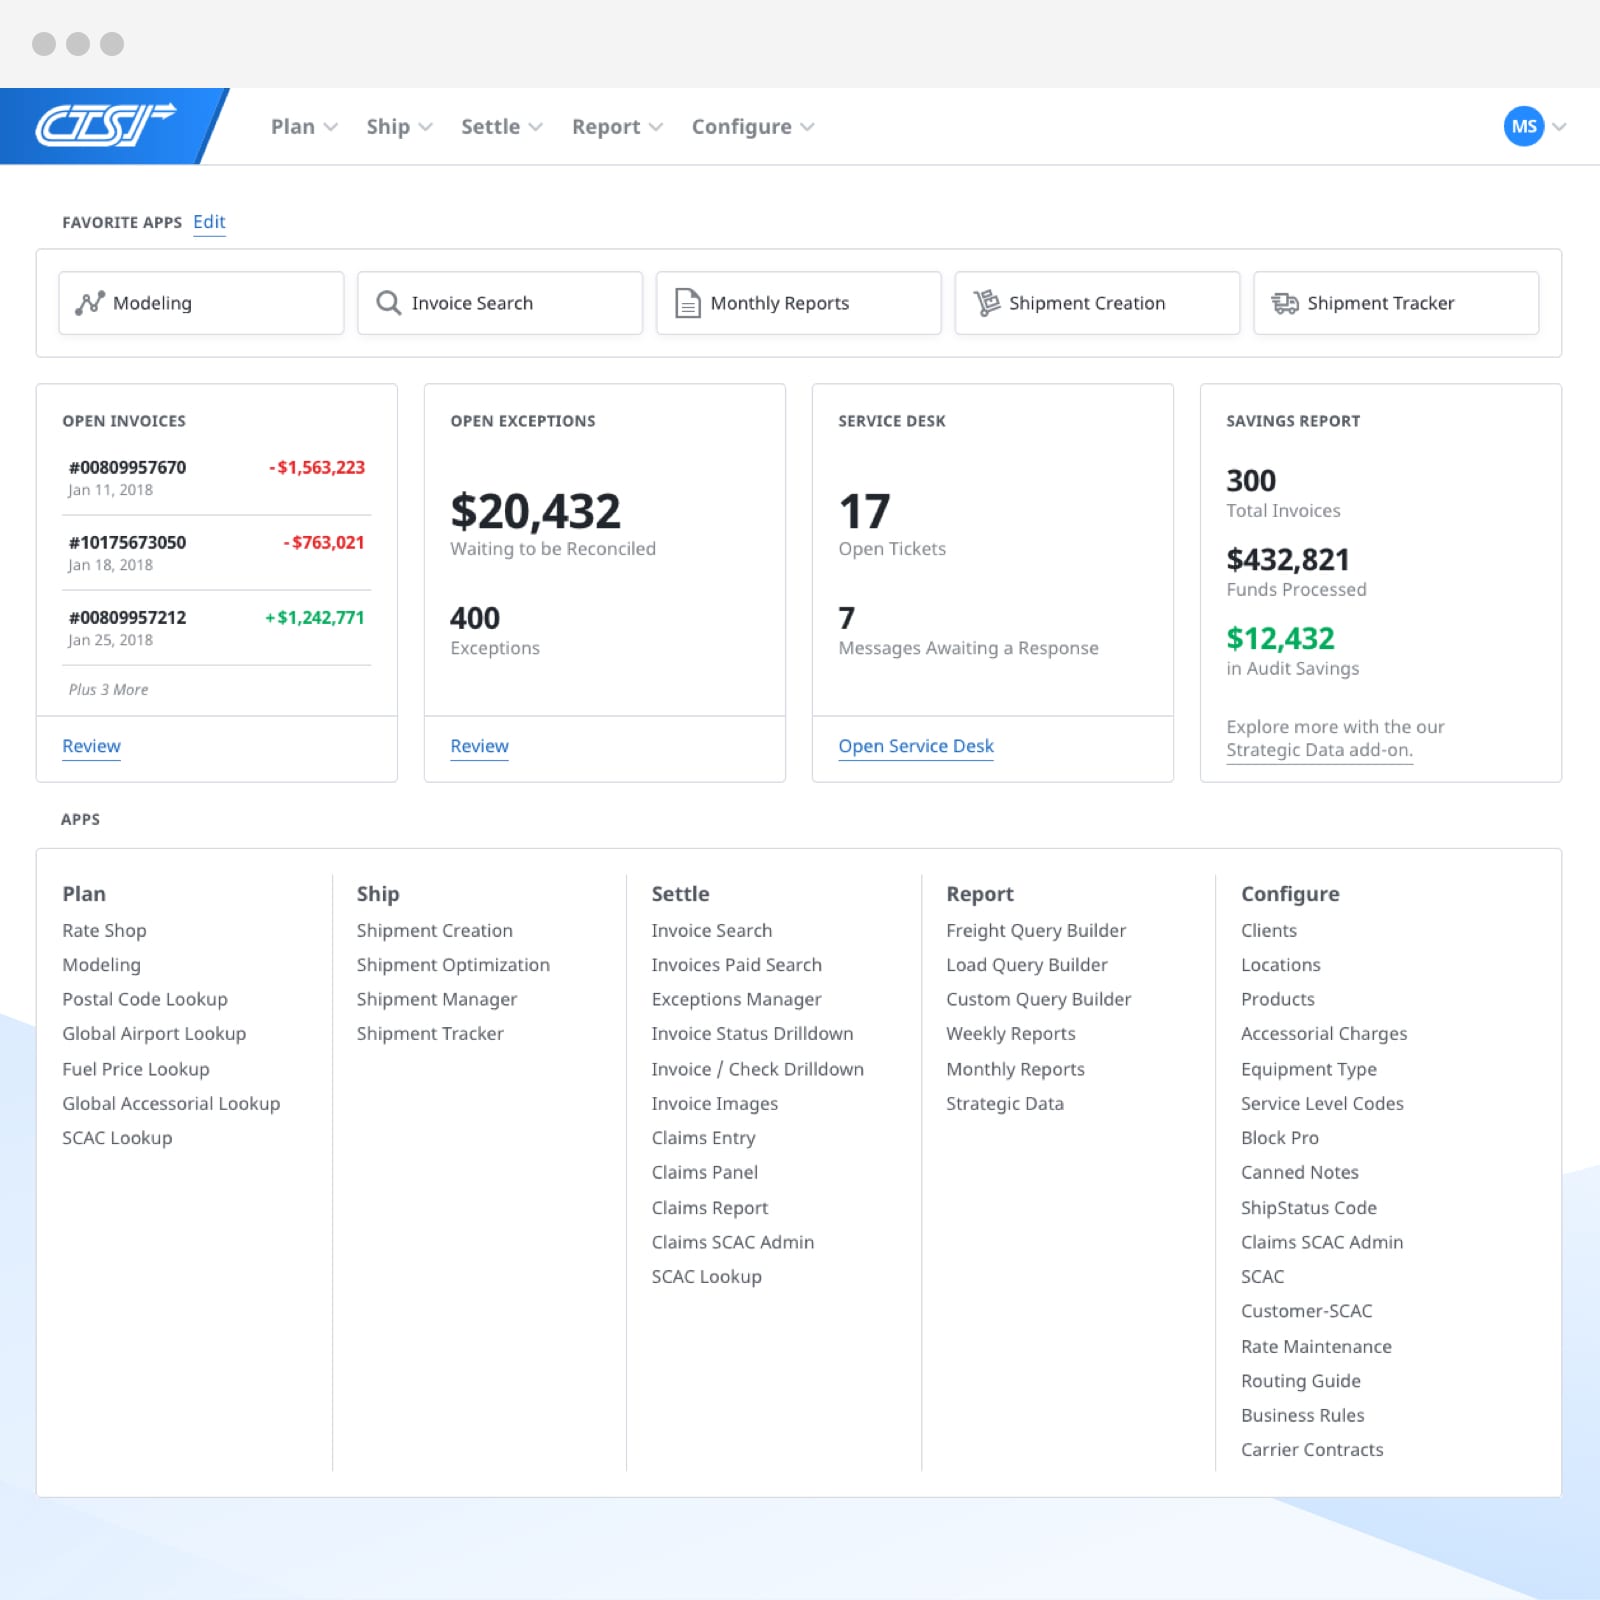 CTSI
Plan Ship Settle Report Configure MS
FAVORITE APPS Edit
Modeling Invoice Search Monthly Reports Shipment Creation Shipment Tracker
OPEN INVOICES
#00809957670 -$1,563,223
Jan 11, 2018
#10175673050 -$763,021
Jan 18, 2018
#00809957212 +$1,242,771
Jan 25, 2018
Plus 3 More
Review
OPEN EXCEPTIONS
$20,432
Waiting to be Reconciled
400
Exceptions
Review
SERVICE DESK
17
Open Tickets
7
Messages Awaiting a Response
Open Service Desk
SAVINGS REPORT
300
Total Invoices
$432,821
Funds Processed
$12,432
in Audit Savings
Explore more with the our
Strategic Data add-on.
APPS
Plan
Rate Shop
Modeling
Postal Code Lookup
Global Airport Lookup
Fuel Price Lookup
Global Accessorial Lookup
SCAC Lookup
Ship
Shipment Creation
Shipment Optimization
Shipment Manager
Shipment Tracker
Settle
Invoice Search
Invoices Paid Search
Exceptions Manager
Invoice Status Drilldown
Invoice / Check Drilldown
Invoice Images
Claims Entry
Claims Panel
Claims Report
Claims SCAC Admin
SCAC Lookup
Report
Freight Query Builder
Load Query Builder
Custom Query Builder
Weekly Reports
Monthly Reports
Strategic Data
Configure
Clients
Locations
Products
Accessorial Charges
Equipment Type
Service Level Codes
Block Pro
Canned Notes
ShipStatus Code
Claims SCAC Admin
SCAC
Customer-SCAC
Rate Maintenance
Routing Guide
Business Rules
Carrier Contracts